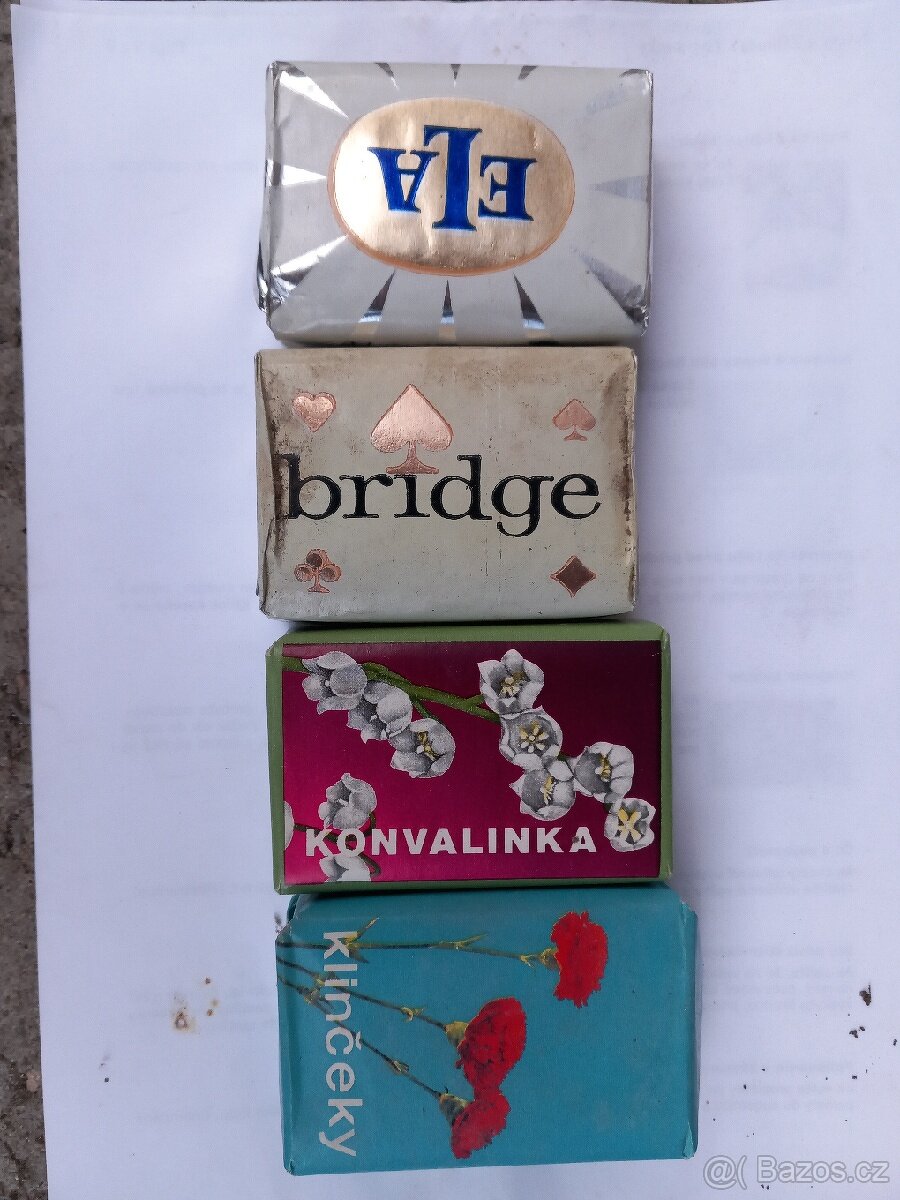 ELA
bridge
KONVALINKA
klinčeky
@( Bazos.cz